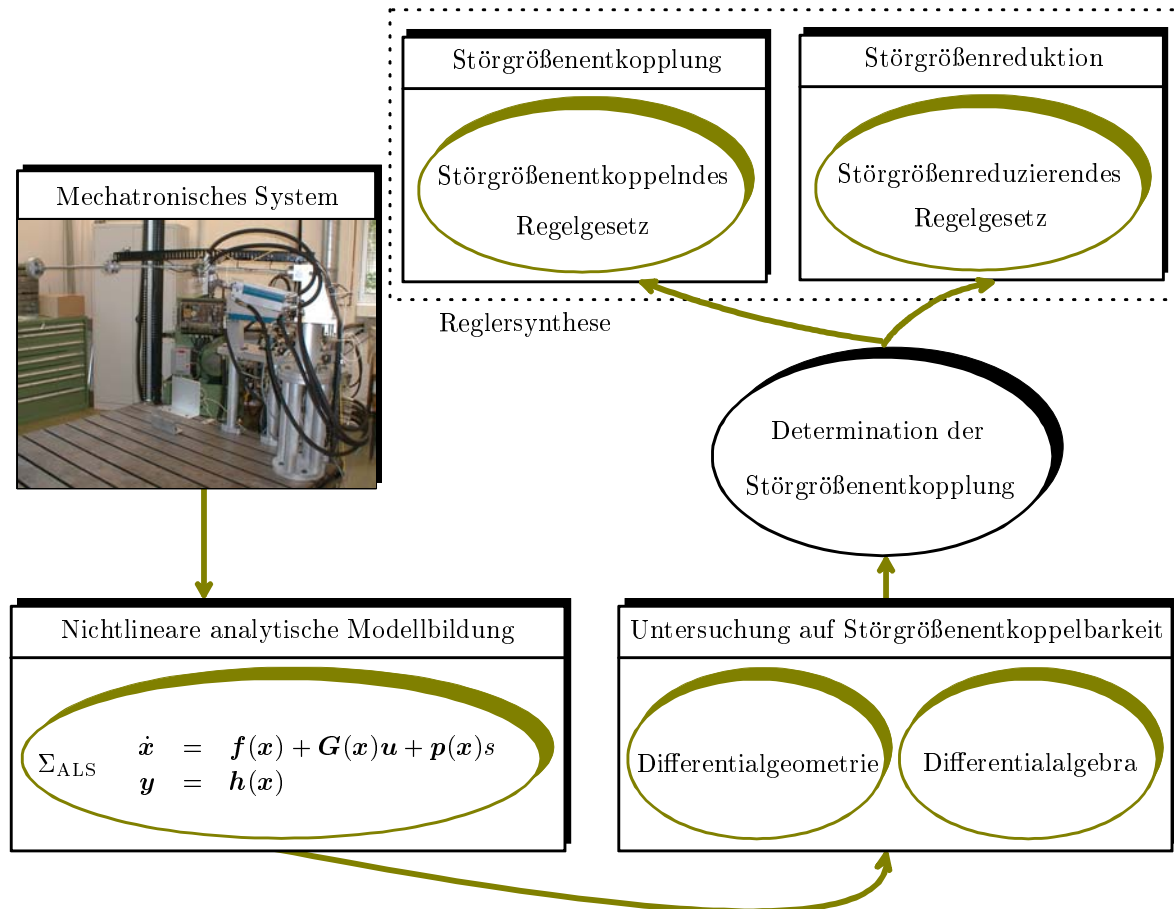 Störgrößenentkopplung
Störgrößenentkoppelndes
Regelgesetz
Störgrößenreduktion
Störgrößenreduzierendes
Regelgesetz
Reglersynthese
Mechatronisches System
Determination der
Störgrößenentkopplung
Nichtlineare analytische Modellbildung
Σ_ALS
ẋ = f(x) + G(x)u + p(x)s
y = h(x)
Untersuchung auf Störgrößenentkoppelbarkeit
Differentialgeometrie
Differentialalgebra